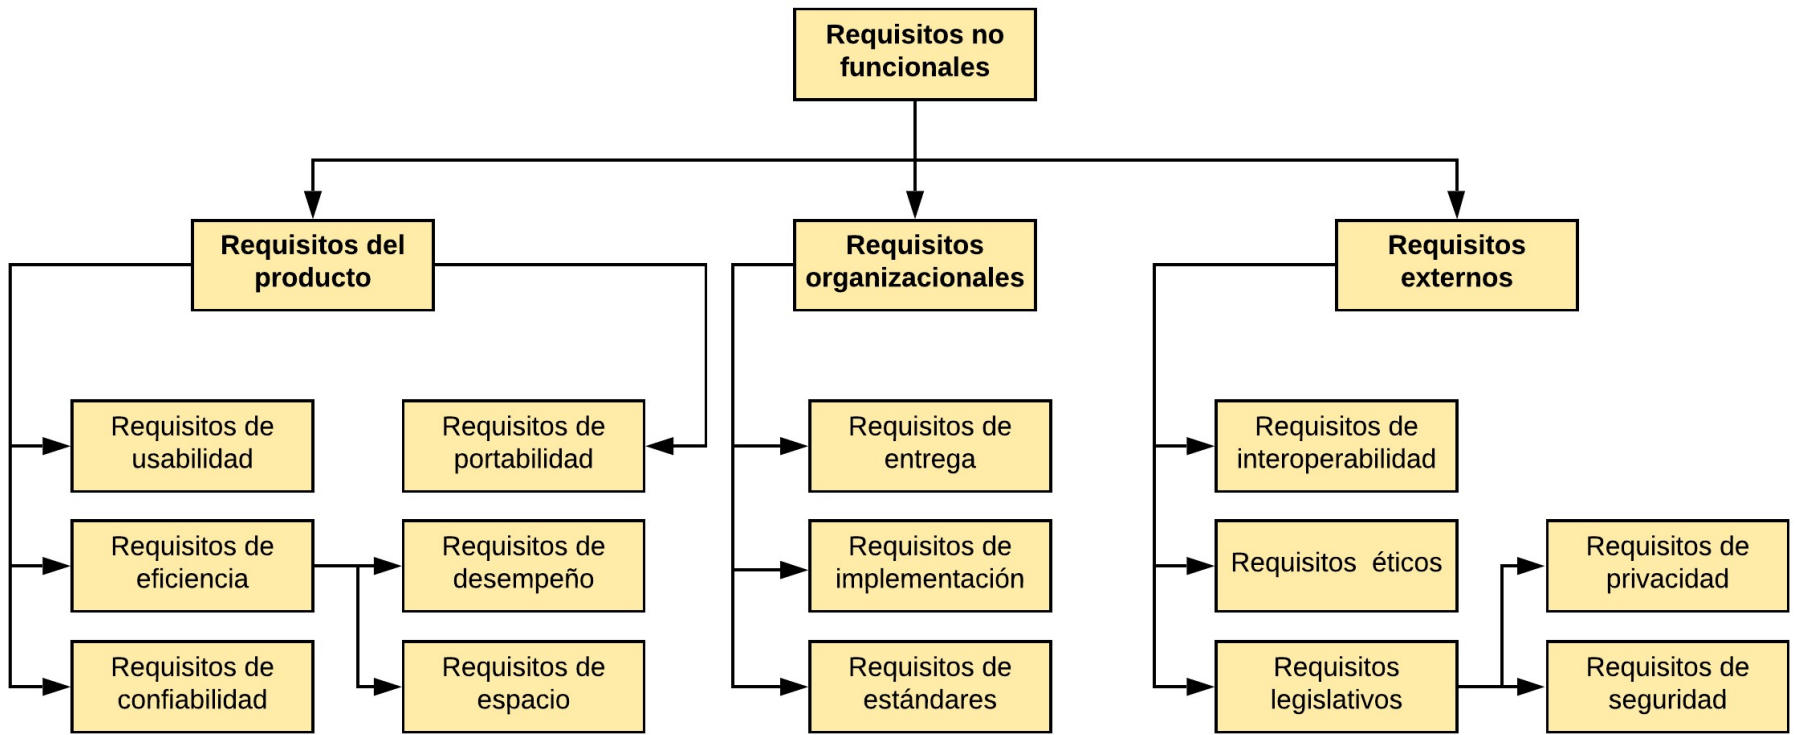 Requisitos no
funcionales
Requisitos del
producto
Requisitos
organizacionales
Requisitos
externos
Requisitos de
usabilidad
Requisitos de
portabilidad
Requisitos de
entrega
Requisitos de
interoperabilidad
Requisitos de
eficiencia
Requisitos de
desempeño
Requisitos de
implementación
Requisitos éticos
Requisitos de
privacidad
Requisitos de
confiabilidad
Requisitos de
espacio
Requisitos de
estándares
Requisitos
legislativos
Requisitos de
seguridad